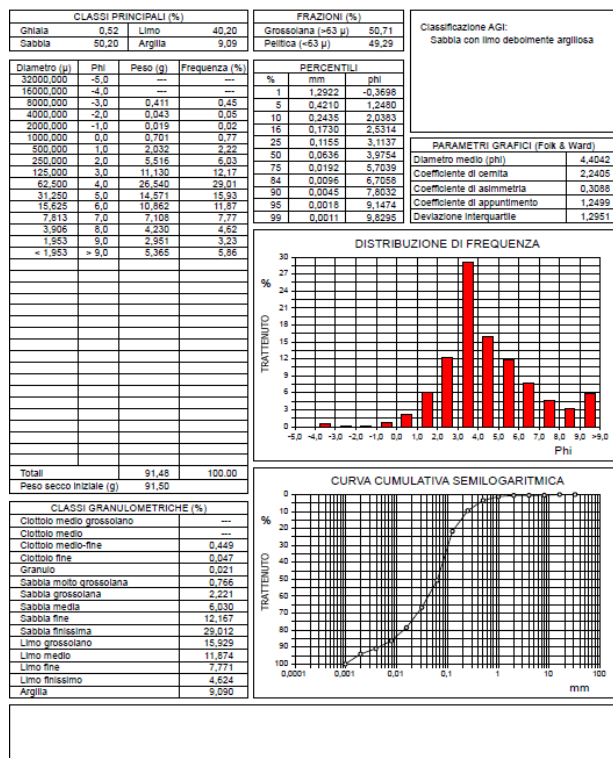 CLASSI PRINCIPALI (%)
Ghiaia 0,52 Limo 40,20
Sabbia 50,20 Argilla 9,09
FRAZIONI (%)
Grossolana (>63 µ) 50,71
Pelitica (<63 µ) 49,29
Classificazione AGI:
Sabbia con limo debolmente argillosa
Diametro (µ) Phi Peso (g) Frequenza (%)
32000,000 -5,0 --- ---
16000,000 -4,0 --- ---
8000,000 -3,0 0,411 0,45
4000,000 -2,0 0,043 0,05
2000,000 -1,0 0,019 0,02
1000,000 0,0 0,701 0,77
500,000 1,0 2,032 2,22
250,000 2,0 5,516 6,03
125,000 3,0 11,130 12,17
62,500 4,0 26,540 29,01
31,250 5,0 14,571 15,93
15,625 6,0 10,862 11,87
7,813 7,0 7,108 7,77
3,906 8,0 4,230 4,62
1,953 9,0 2,951 3,23
< 1,953 > 9,0 5,365 5,86
Totali 91,48 100.00
Peso secco iniziale (g) 91,50
PERCENTILI
% mm phi
1 1,2922 -0,3698
5 0,4210 1,2480
10 0,2435 2,0383
16 0,1730 2,5314
25 0,1155 3,1137
50 0,0636 3,9754
75 0,0192 5,7039
84 0,0096 6,7058
90 0,0045 7,8032
95 0,0018 9,1474
99 0,0011 9,8295
PARAMETRI GRAFICI (Folk & Ward)
Diametro medio (phi) 4,4042
Coefficiente di cernita 2,2405
Coefficiente di asimmetria 0,3088
Coefficiente di appuntimento 1,2499
Deviazione interquartile 1,2951
DISTRIBUZIONE DI FREQUENZA
%
TRATTENUTO
30
27
24
21
18
15
12
9
6
3
0
-5,0 -4,0 -3,0 -2,0 -1,0 0,0 1,0 2,0 3,0 4,0 5,0 6,0 7,0 8,0 9,0 >9,0
Phi
CLASSI GRANULOMETRICHE (%)
Ciottolo medio grossolano ---
Ciottolo medio ---
Ciottolo medio-fine 0,449
Ciottolo fine 0,047
Granulo 0,021
Sabbia molto grossolana 0,766
Sabbia grossolana 2,221
Sabbia media 6,030
Sabbia fine 12,167
Sabbia finissima 29,012
Limo grossolano 15,929
Limo medio 11,874
Limo fine 7,771
Limo finissimo 4,624
Argilla 9,090
CURVA CUMULATIVA SEMILOGARITMICA
%
TRATTENUTO
0
10
20
30
40
50
60
70
80
90
100
0,0001 0,001 0,01 0,1 1 10 100
mm